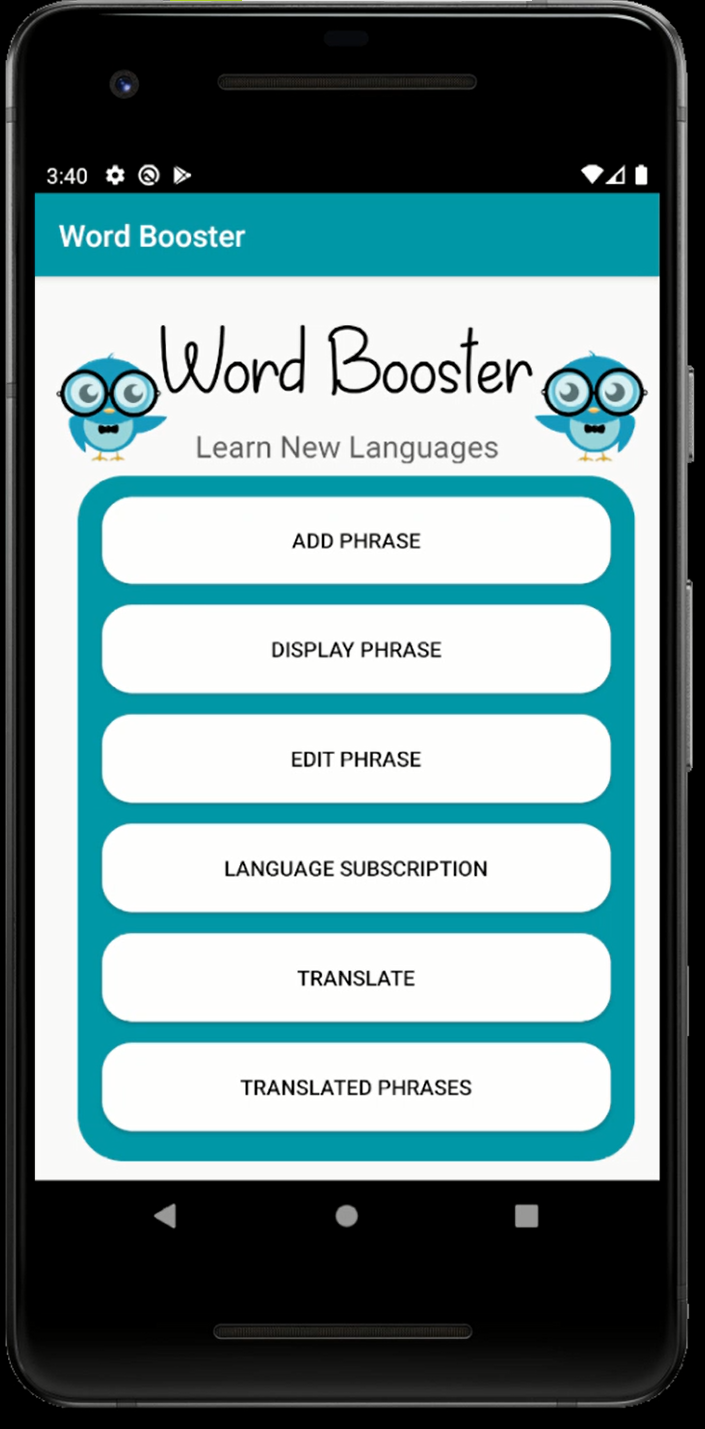 3:40
Word Booster
Word Booster
Learn New Languages
ADD PHRASE
DISPLAY PHRASE
EDIT PHRASE
LANGUAGE SUBSCRIPTION
TRANSLATE
TRANSLATED PHRASES